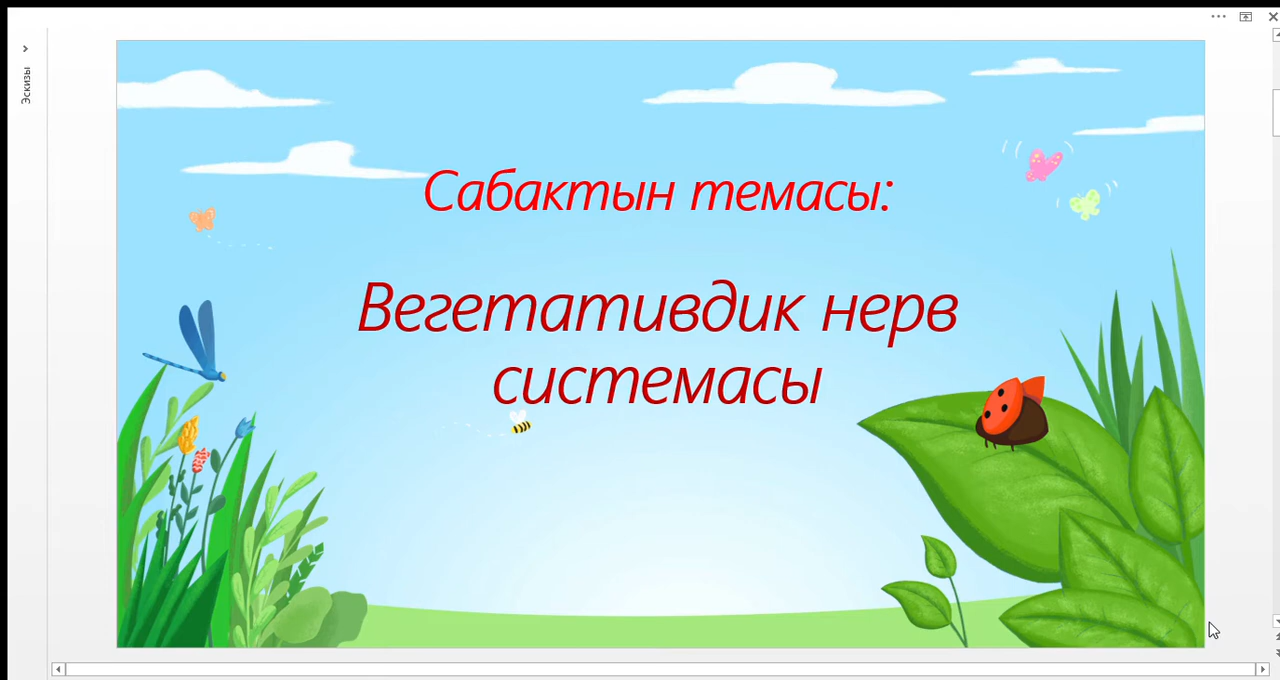 Эскизы
Сабактын темасы:
Вегетативдик нерв
системасы